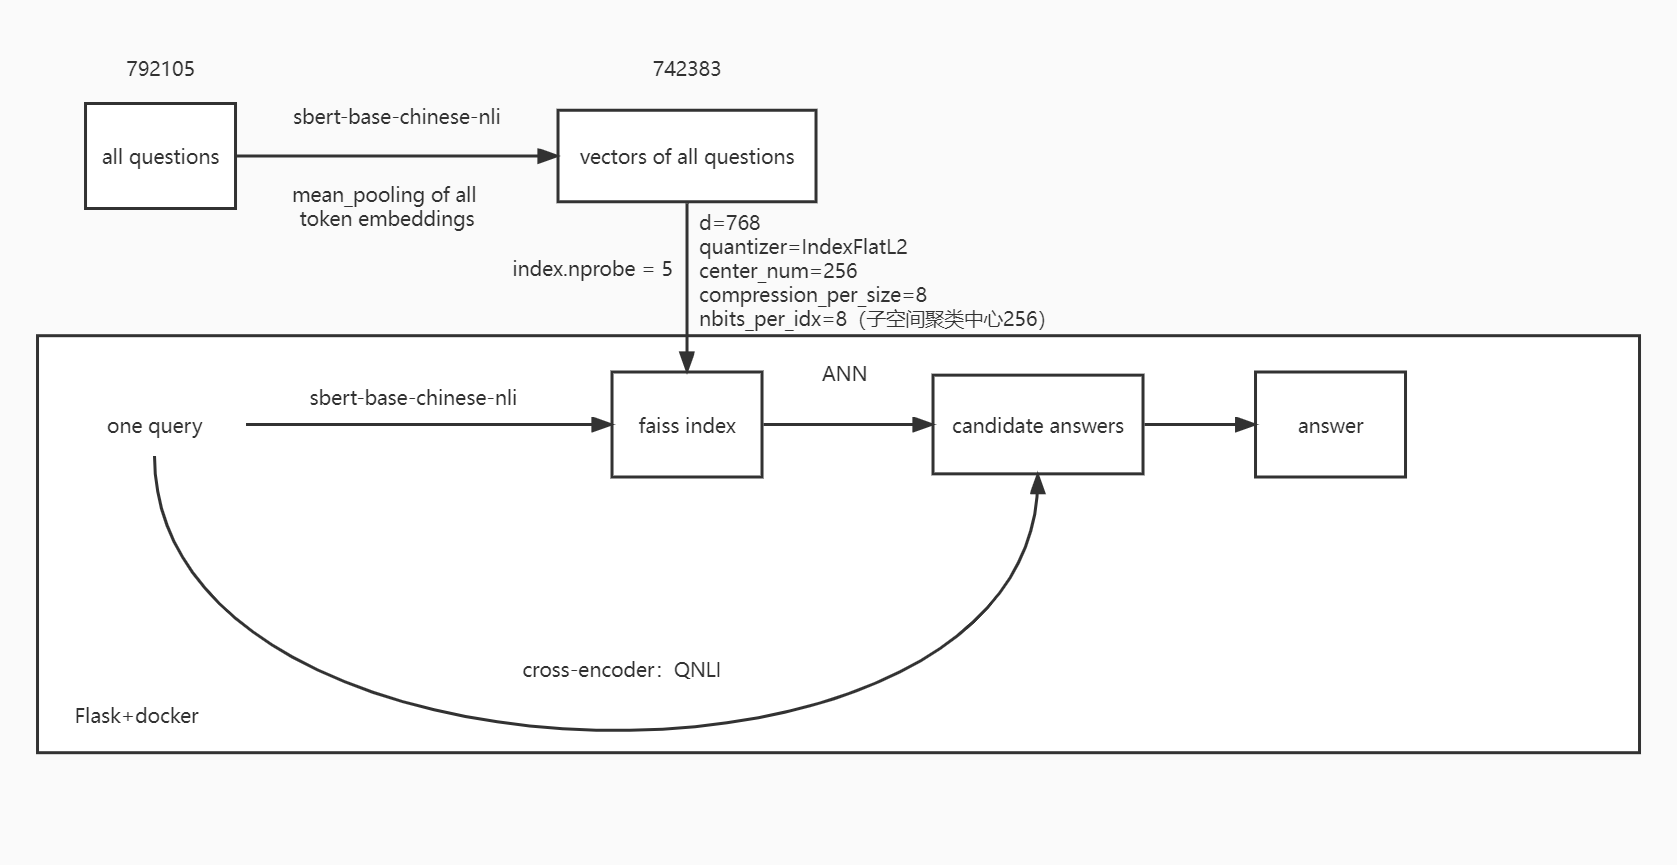 792105
742383
sbert-base-chinese-nli
all questions
vectors of all questions
mean_pooling of all
token embeddings
d=768
quantizer=IndexFlatL2
index.nprobe = 5
center_num=256
compression_per_size=8
nbits_per_idx=8（子空间聚类中心256）
ANN
sbert-base-chinese-nli
one query
faiss index
candidate answers
answer
cross-encoder：QNLI
Flask+docker